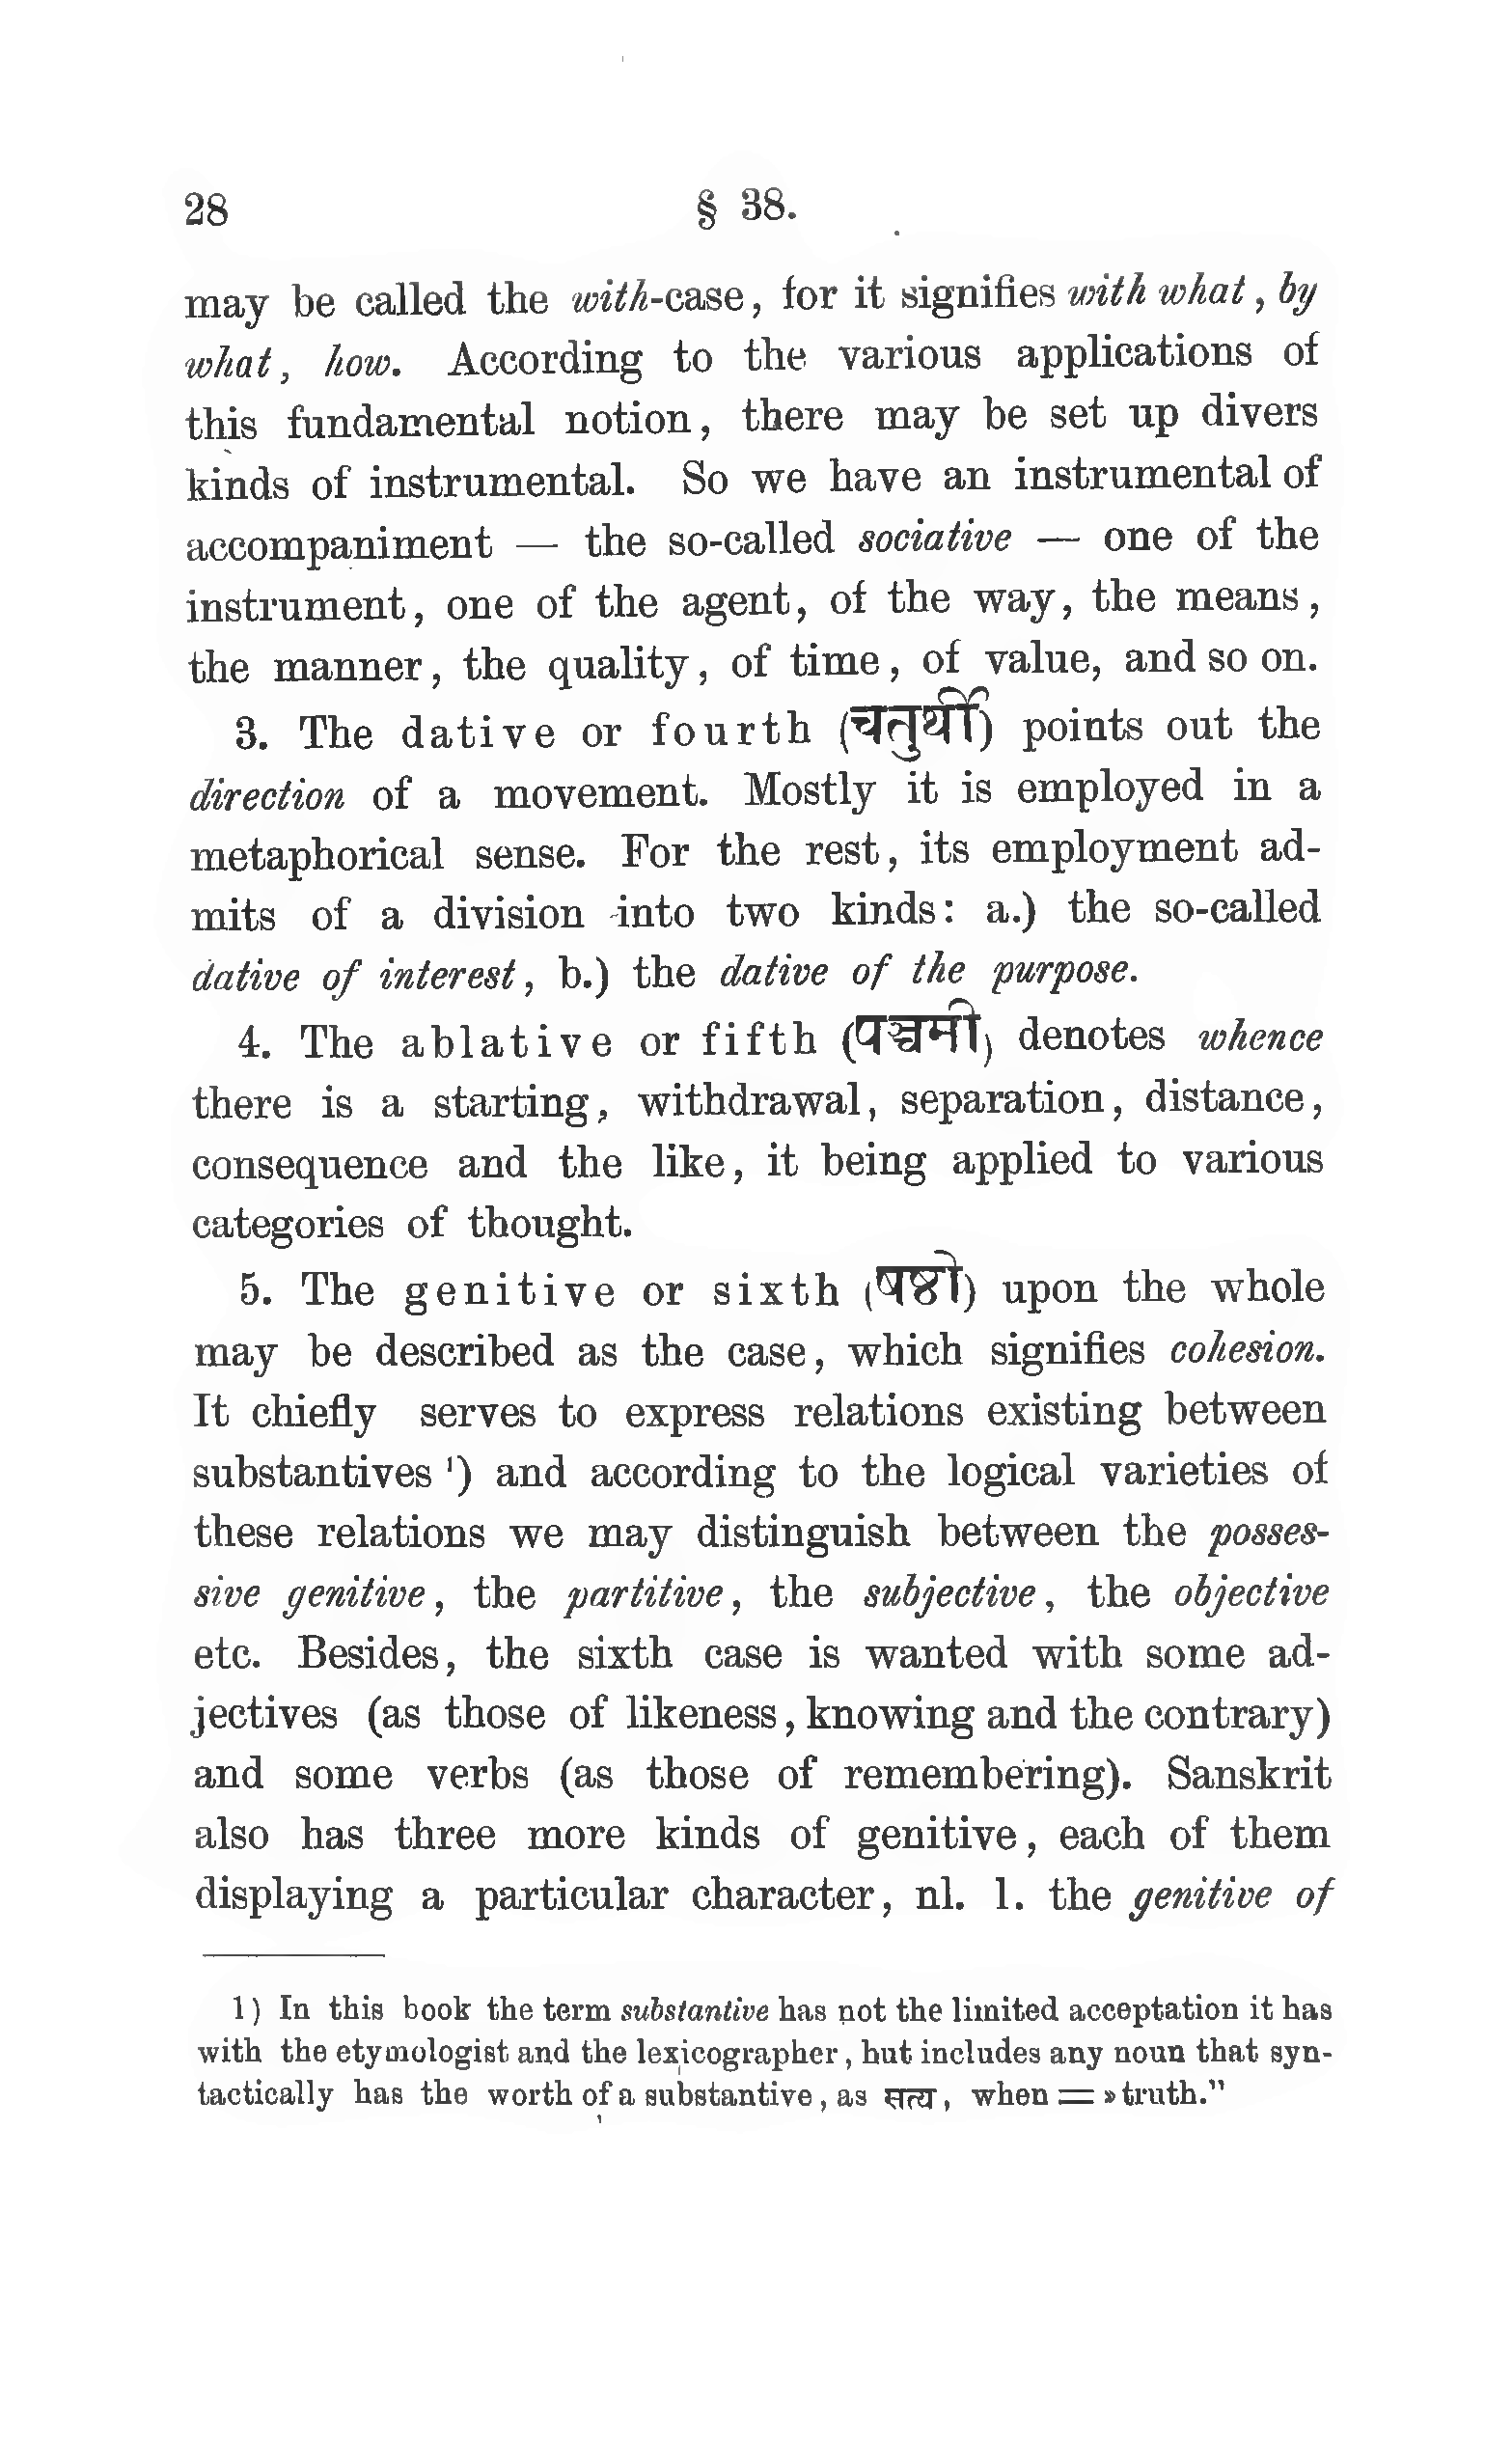 28 § 38.
may be called the with-case, for it signifies with what, by
what, how. According to the various applications of
this fundamental notion, there may be set up divers
kinds of instrumental. So we have an instrumental of
accompaniment — the so-called sociative — one of the
instrument, one of the agent, of the way, the means,
the manner, the quality, of time, of value, and so on.
3. The dative or fourth (चतुर्थी) points out the
direction of a movement. Mostly it is employed in a
metaphorical sense. For the rest, its employment ad-
mits of a division into two kinds: a.) the so-called
dative of interest, b.) the dative of the purpose.
4. The ablative or fifth (पञ्चमी) denotes whence
there is a starting, withdrawal, separation, distance,
consequence and the like, it being applied to various
categories of thought.
5. The genitive or sixth (षष्ठी) upon the whole
may be described as the case, which signifies cohesion.
It chiefly serves to express relations existing between
substantives ¹) and according to the logical varieties of
these relations we may distinguish between the posses-
sive genitive, the partitive, the subjective, the objective
etc. Besides, the sixth case is wanted with some ad-
jectives (as those of likeness, knowing and the contrary)
and some verbs (as those of remembering). Sanskrit
also has three more kinds of genitive, each of them
displaying a particular character, nl. 1. the genitive of
1) In this book the term substantive has not the limited acceptation it has
with the etymologist and the lexicographer, but includes any noun that syn-
tactically has the worth of a substantive, as सत्य, when = »truth.”